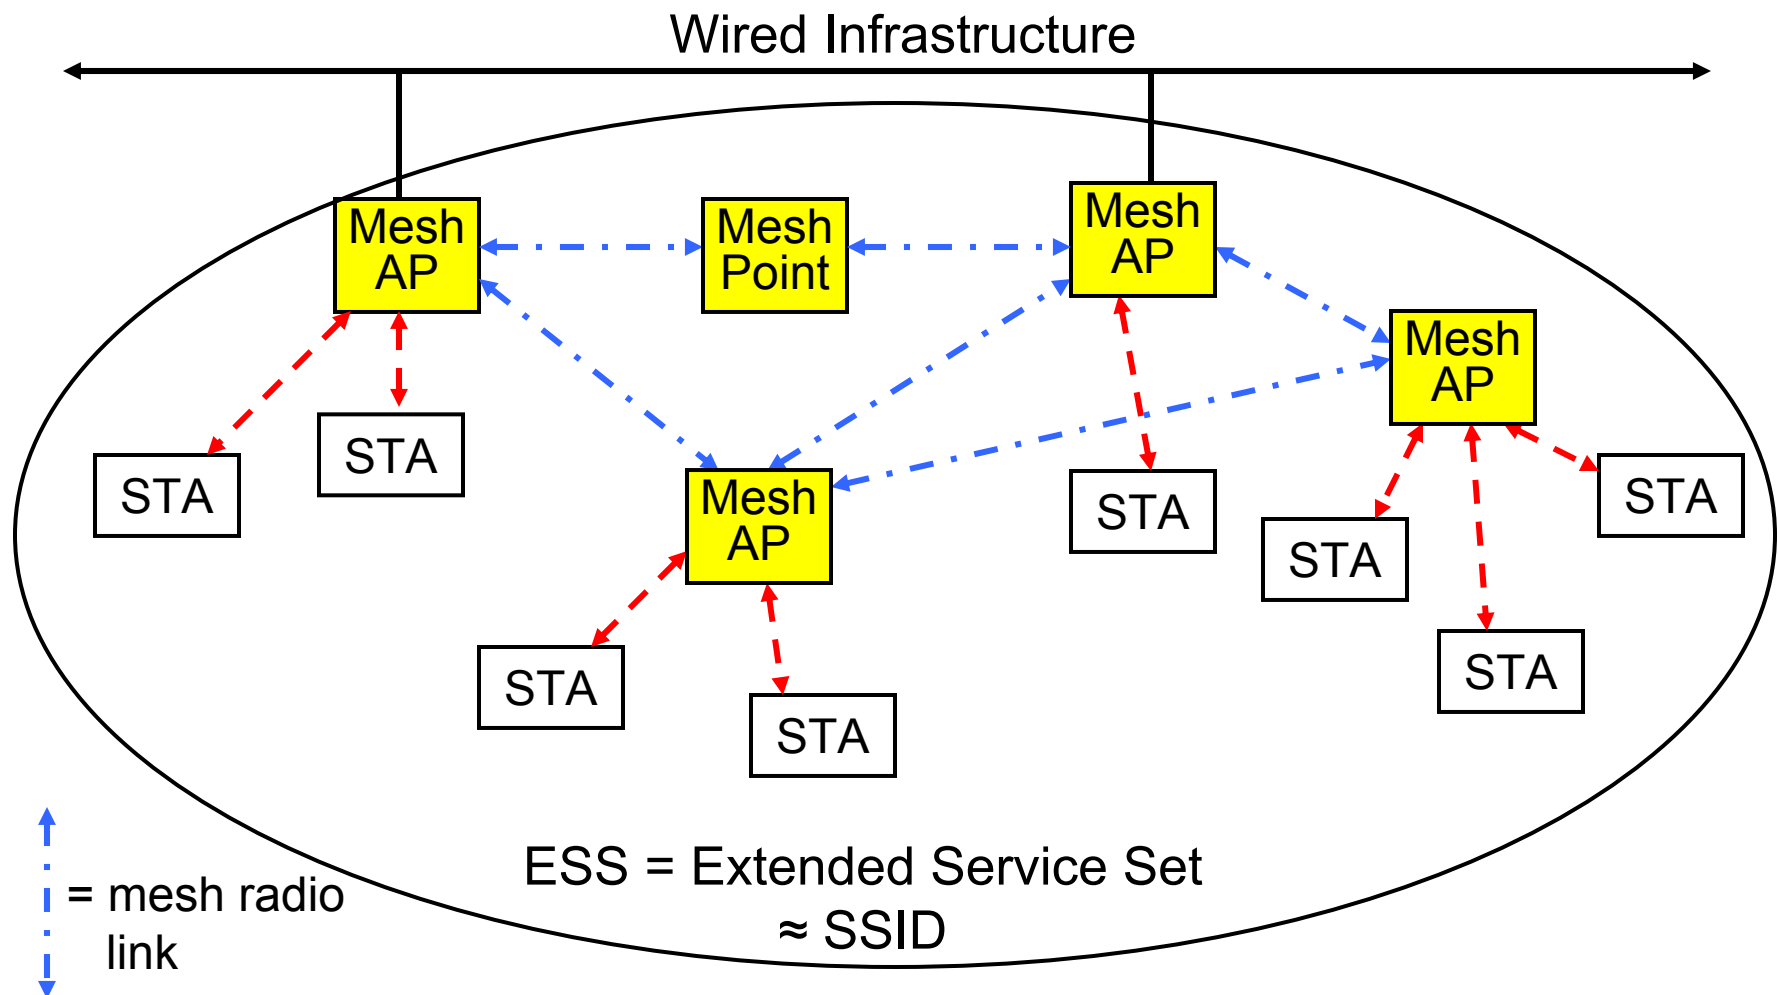 Wired Infrastructure
Mesh
AP
Mesh
Point
Mesh
AP
Mesh
AP
STA
STA
Mesh
AP
STA
STA
STA
STA
STA
STA
ESS = Extended Service Set
≈ SSID
= mesh radio
link